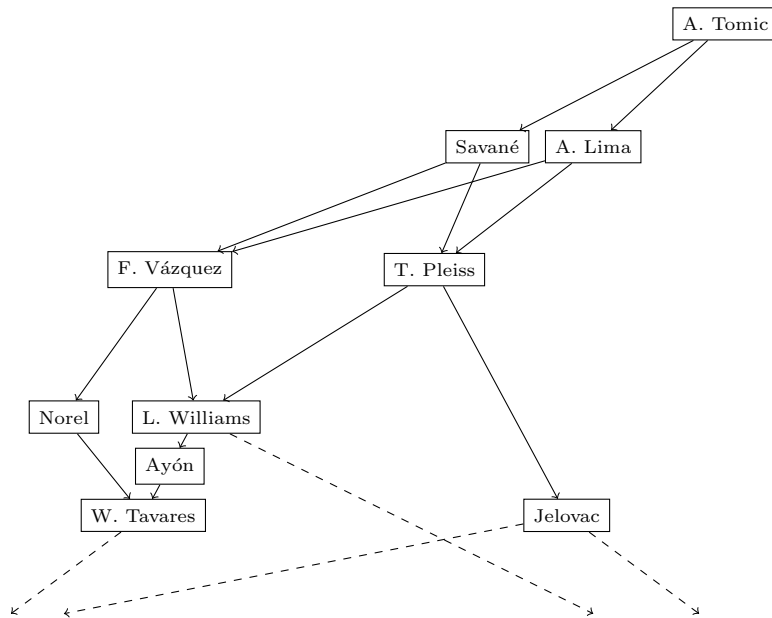 A. Tomic
Savané
A. Lima
F. Vázquez
T. Pleiss
Norel
L. Williams
Ayón
W. Tavares
Jelovac